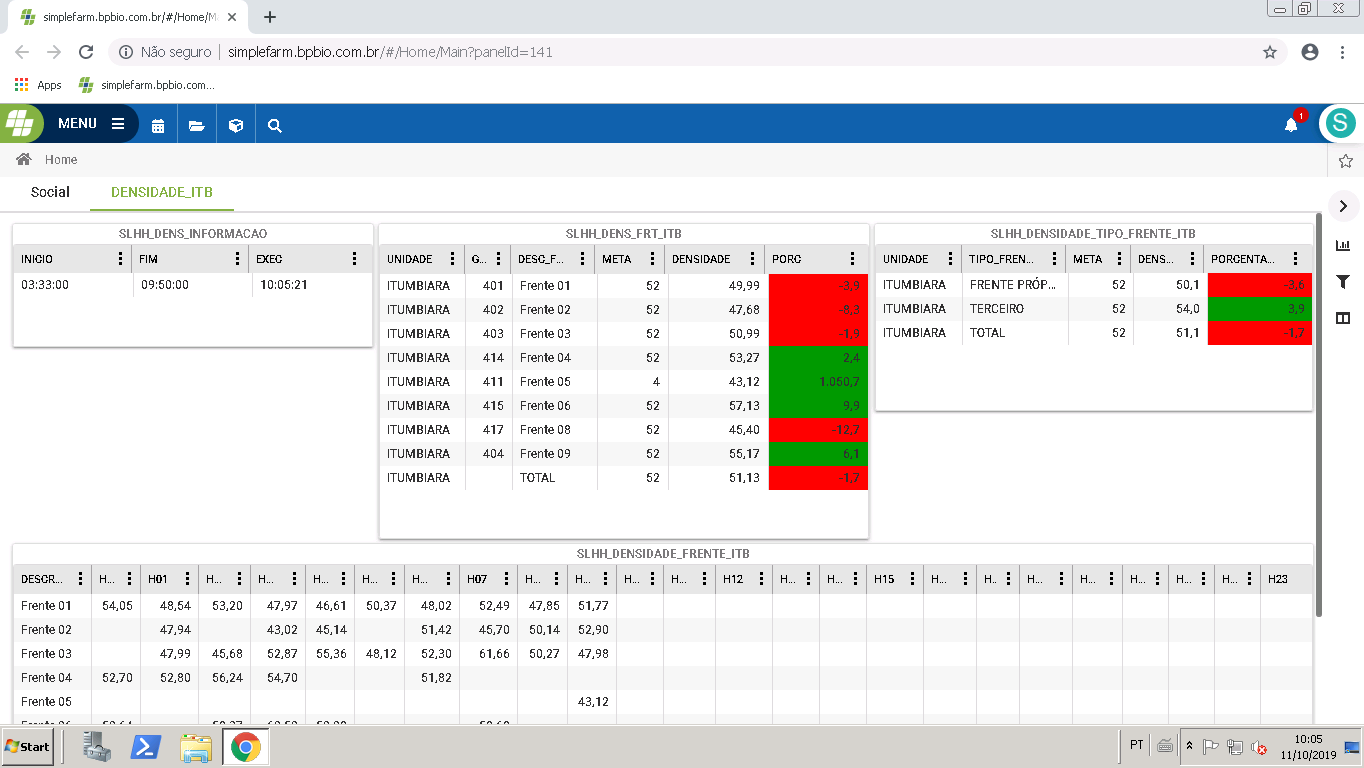 simplefarm.bpbio.com.br/#/Home/M
Não seguro simplefarm.bpbio.com.br/#/Home/Main?panelId=141
Apps simplefarm.bpbio.com...
MENU 1 S
Home
Social DENSIDADE_ITB
SLHH_DENS_INFORMACAO
INICIO FIM EXEC
03:33:00 09:50:00 10:05:21
SLHH_DENS_FRT_ITB
UNIDADE G... DESC_F... META DENSIDADE PORC
ITUMBIARA 401 Frente 01 52 49,99 -3,9
ITUMBIARA 402 Frente 02 52 47,68 -8,3
ITUMBIARA 403 Frente 03 52 50,99 -1,9
ITUMBIARA 414 Frente 04 52 53,27 2,4
ITUMBIARA 411 Frente 05 4 43,12 1.050,7
ITUMBIARA 415 Frente 06 52 57,13 9,9
ITUMBIARA 417 Frente 08 52 45,40 -12,7
ITUMBIARA 404 Frente 09 52 55,17 6,1
ITUMBIARA TOTAL 52 51,13 -1,7
SLHH_DENSIDADE_TIPO_FRENTE_ITB
UNIDADE TIPO_FREN... META DENS... PORCENTA...
ITUMBIARA FRENTE PRÓP... 52 50,1 -3,6
ITUMBIARA TERCEIRO 52 54,0 3,9
ITUMBIARA TOTAL 52 51,1 -1,7
SLHH_DENSIDADE_FRENTE_ITB
DESCR... H... H01 H... H... H... H... H... H07 H... H... H... H... H12 H... H... H15 H... H.. H... H... H... H... H... H23
Frente 01 54,05 48,54 53,20 47,97 46,61 50,37 48,02 52,49 47,85 51,77
Frente 02 47,94 43,02 45,14 51,42 45,70 50,14 52,90
Frente 03 47,99 45,68 52,87 55,36 48,12 52,30 61,66 50,27 47,98
Frente 04 52,70 52,80 56,24 54,70 51,82
Frente 05 43,12
Start PT 10:05
11/10/2019